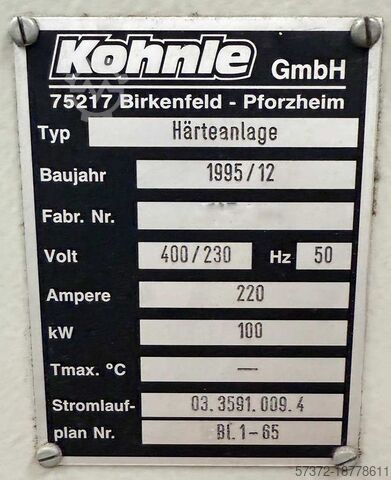 Kohnle GmbH
75217 Birkenfeld - Pforzheim
Typ Härteanlage
Baujahr 1995/12
Fabr. Nr.
Volt 400/230 Hz 50
Ampere 220
kW 100
Tmax. °C —
Stromlauf- 03.3591.009.4
plan Nr. Bl.1-65
57372-18778611